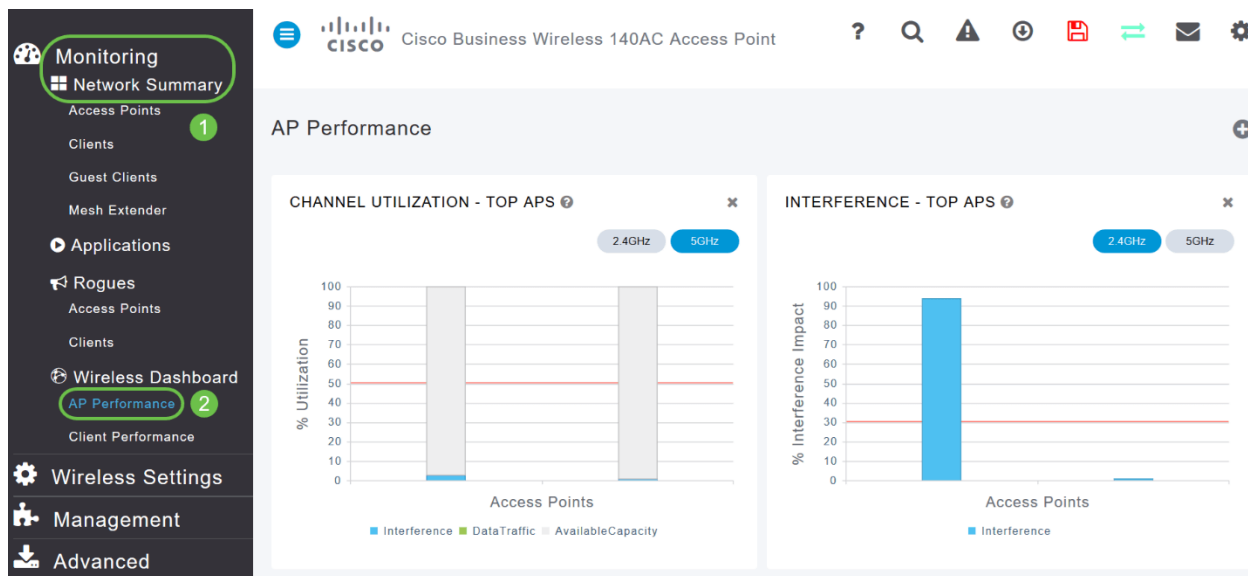 Monitoring
Network Summary
Access Points
1
Clients
Guest Clients
Mesh Extender
Applications
Rogues
Access Points
Clients
Wireless Dashboard
AP Performance 2
Client Performance
Wireless Settings
Management
Advanced
CISCO Cisco Business Wireless 140AC Access Point ?
AP Performance
CHANNEL UTILIZATION - TOP APS ?
2.4GHz 5GHz
% Utilization
100
90
80
70
60
50
40
30
20
10
0
Access Points
Interference DataTraffic AvailableCapacity
INTERFERENCE - TOP APS ?
2.4GHz 5GHz
% Interference Impact
100
90
80
70
60
50
40
30
20
10
0
Access Points
Interference